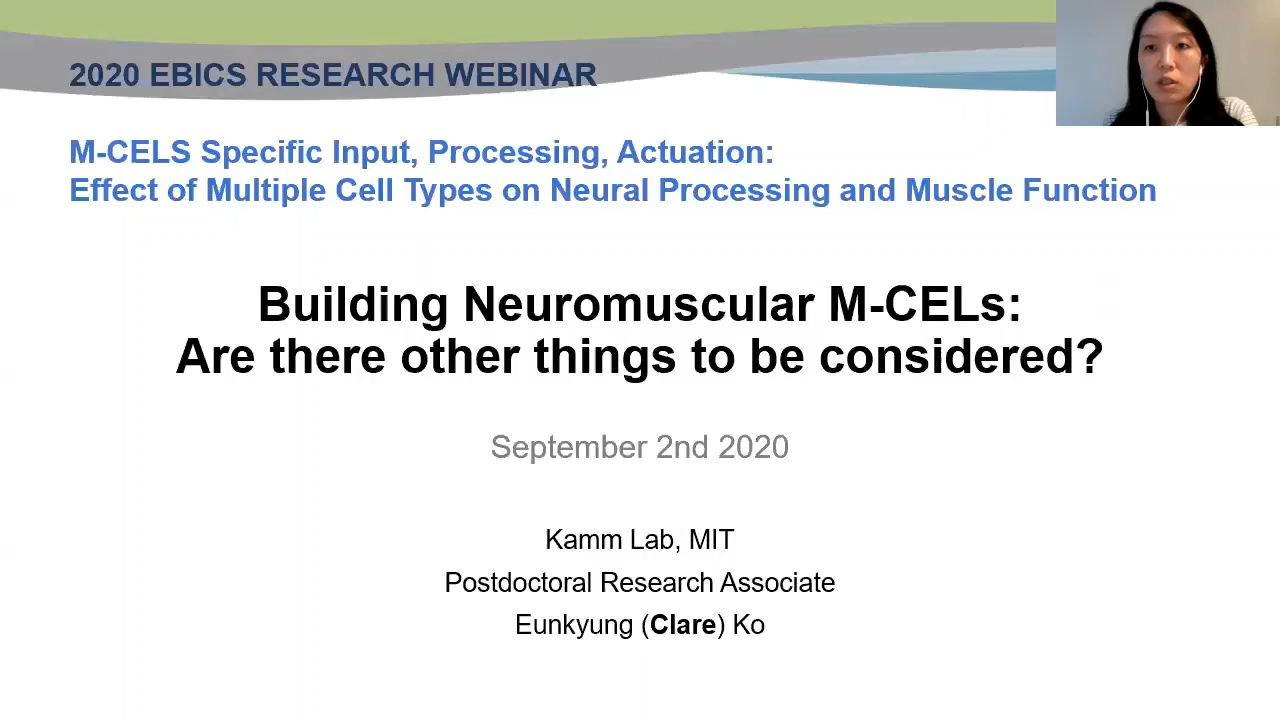 2020 EBICS RESEARCH WEBINAR
M-CELS Specific Input, Processing, Actuation:
Effect of Multiple Cell Types on Neural Processing and Muscle Function
Building Neuromuscular M-CELs:
Are there other things to be considered?
September 2nd 2020
Kamm Lab, MIT
Postdoctoral Research Associate
Eunkyung (Clare) Ko